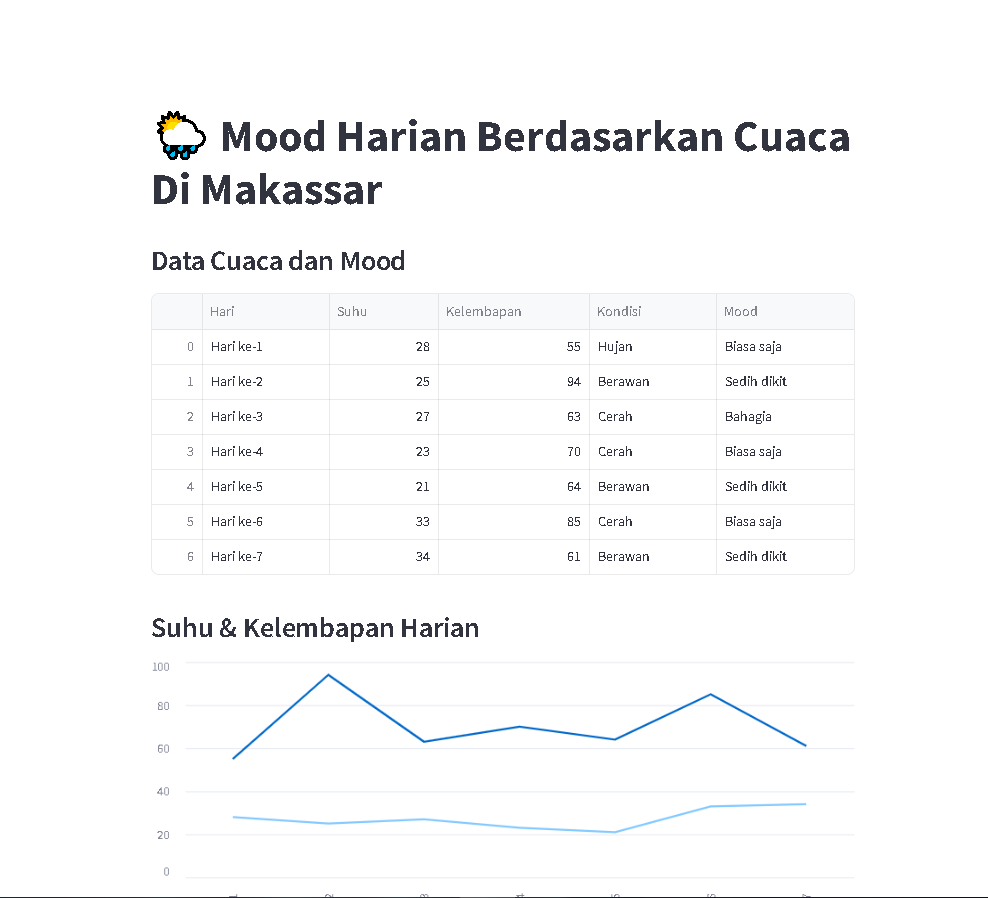 Mood Harian Berdasarkan Cuaca
Di Makassar
Data Cuaca dan Mood
Hari Suhu Kelembapan Kondisi Mood
0 Hari ke-1 28 55 Hujan Biasa saja
1 Hari ke-2 25 94 Berawan Sedih dikit
2 Hari ke-3 27 63 Cerah Bahagia
3 Hari ke-4 23 70 Cerah Biasa saja
4 Hari ke-5 21 64 Berawan Sedih dikit
5 Hari ke-6 33 85 Cerah Biasa saja
6 Hari ke-7 34 61 Berawan Sedih dikit
Suhu & Kelembapan Harian
100
80
60
40
20
0